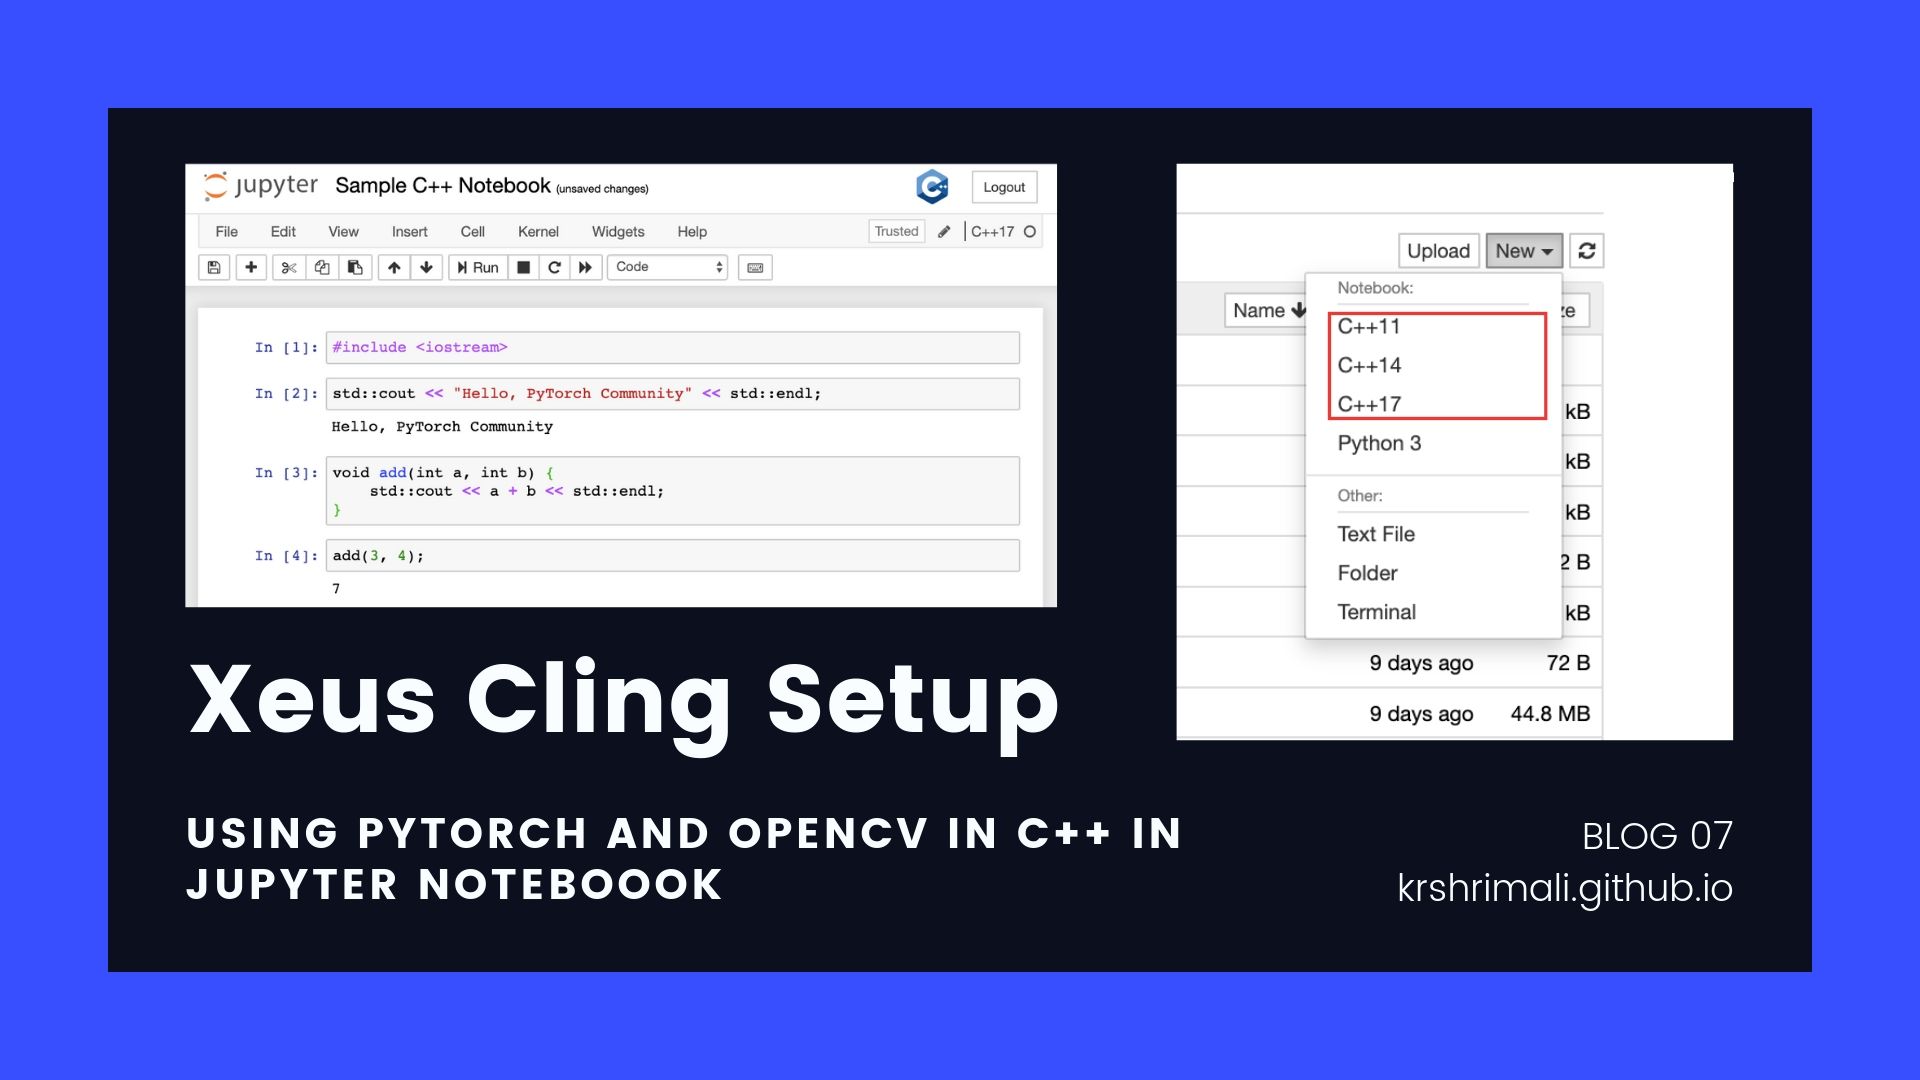 jupyter Sample C++ Notebook (unsaved changes) Logout
File Edit View Insert Cell Kernel Widgets Help Trusted C++17
Run Code
In [1]: #include <iostream>
In [2]: std::cout << "Hello, PyTorch Community" << std::endl;
Hello, PyTorch Community
In [3]: void add(int a, int b) {
std::cout << a + b << std::endl;
}
In [4]: add(3, 4);
7
Upload New
Notebook:
Name ze
C++11
C++14
C++17 kB
Python 3
kB
Other:
kB
Text File
2 B
Folder
Terminal kB
9 days ago 72 B
9 days ago 44.8 MB
Xeus Cling Setup
USING PYTORCH AND OPENCV IN C++ IN
JUPYTER NOTEBOOOK
BLOG 07
krshrimali.github.io